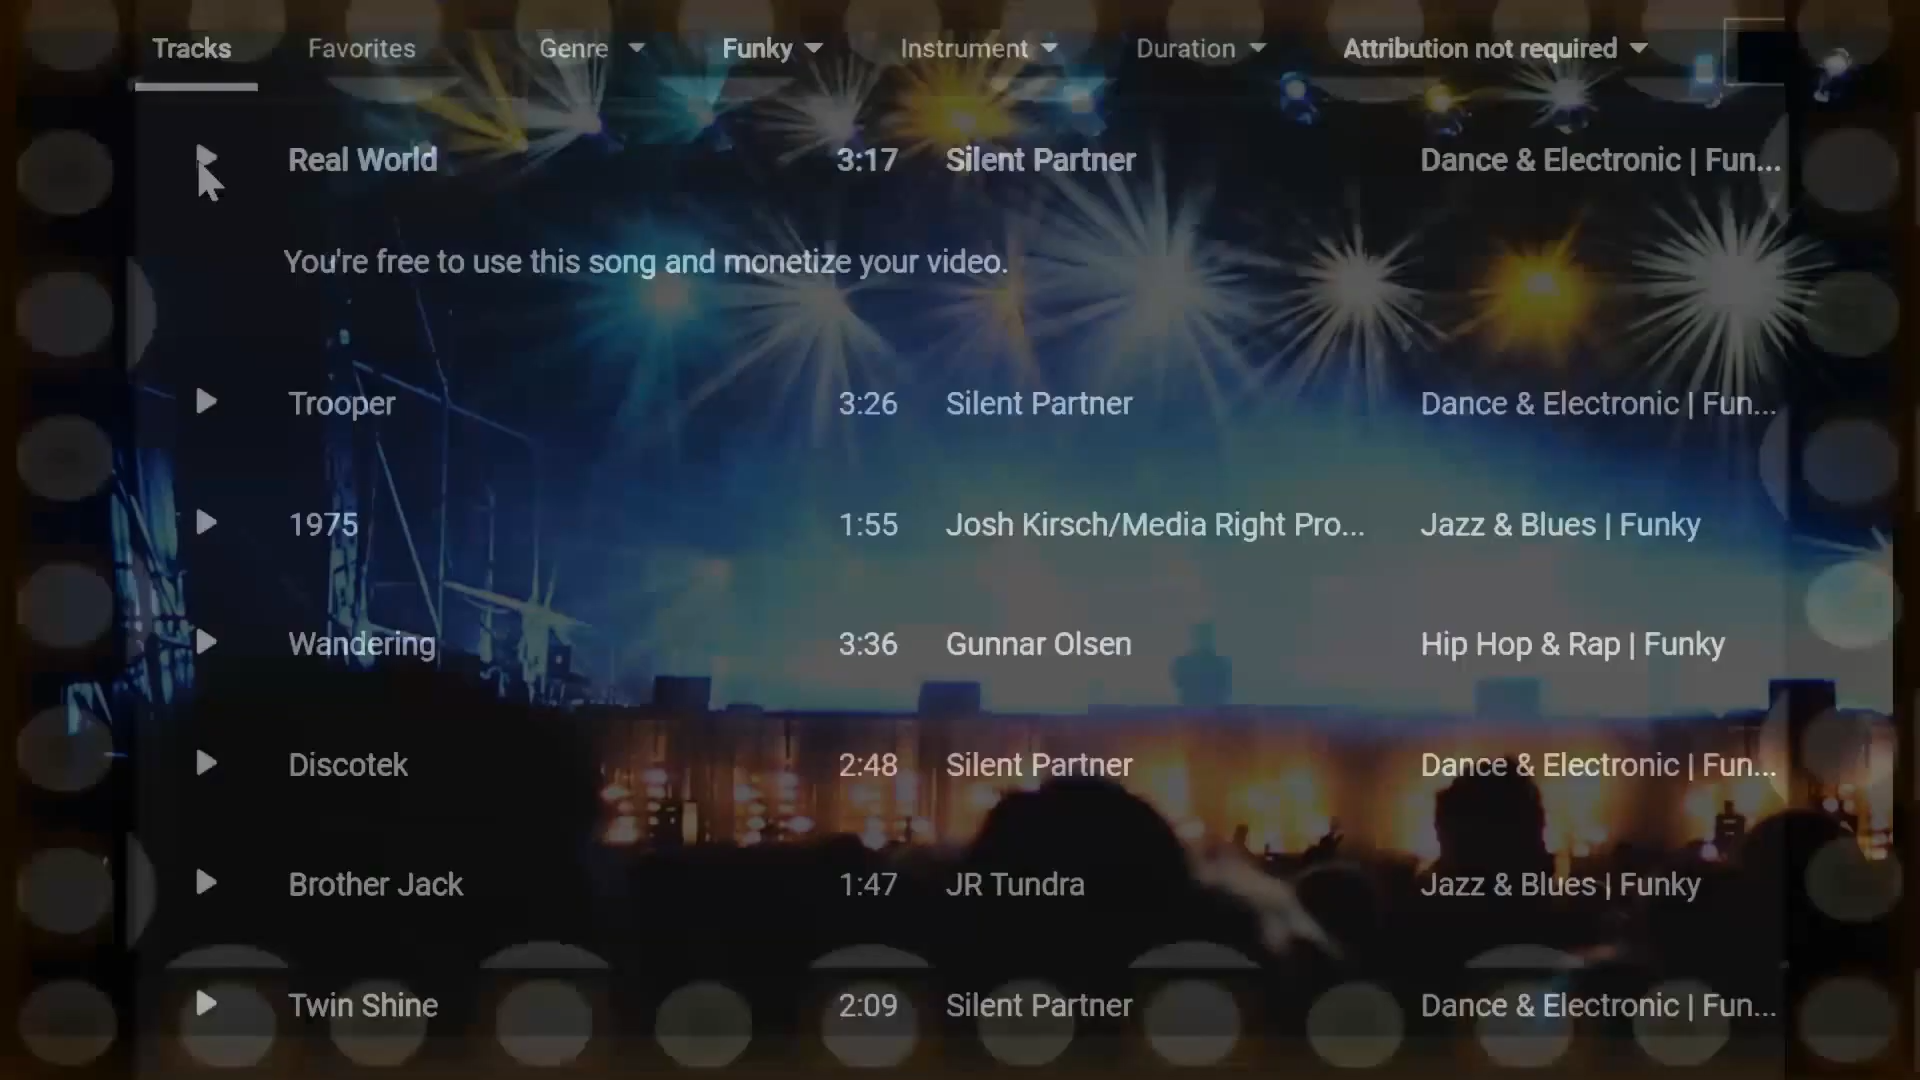 Tracks Favorites Genre Funky Instrument Duration Attribution not required
Real World 3:17 Silent Partner Dance & Electronic | Fun...
You're free to use this song and monetize your video.
Trooper 3:26 Silent Partner Dance & Electronic | Fun...
1975 1:55 Josh Kirsch/Media Right Pro... Jazz & Blues | Funky
Wandering 3:36 Gunnar Olsen Hip Hop & Rap | Funky
Discotek 2:48 Silent Partner Dance & Electronic | Fun...
Brother Jack 1:47 JR Tundra Jazz & Blues | Funky
Twin Shine 2:09 Silent Partner Dance & Electronic | Fun...